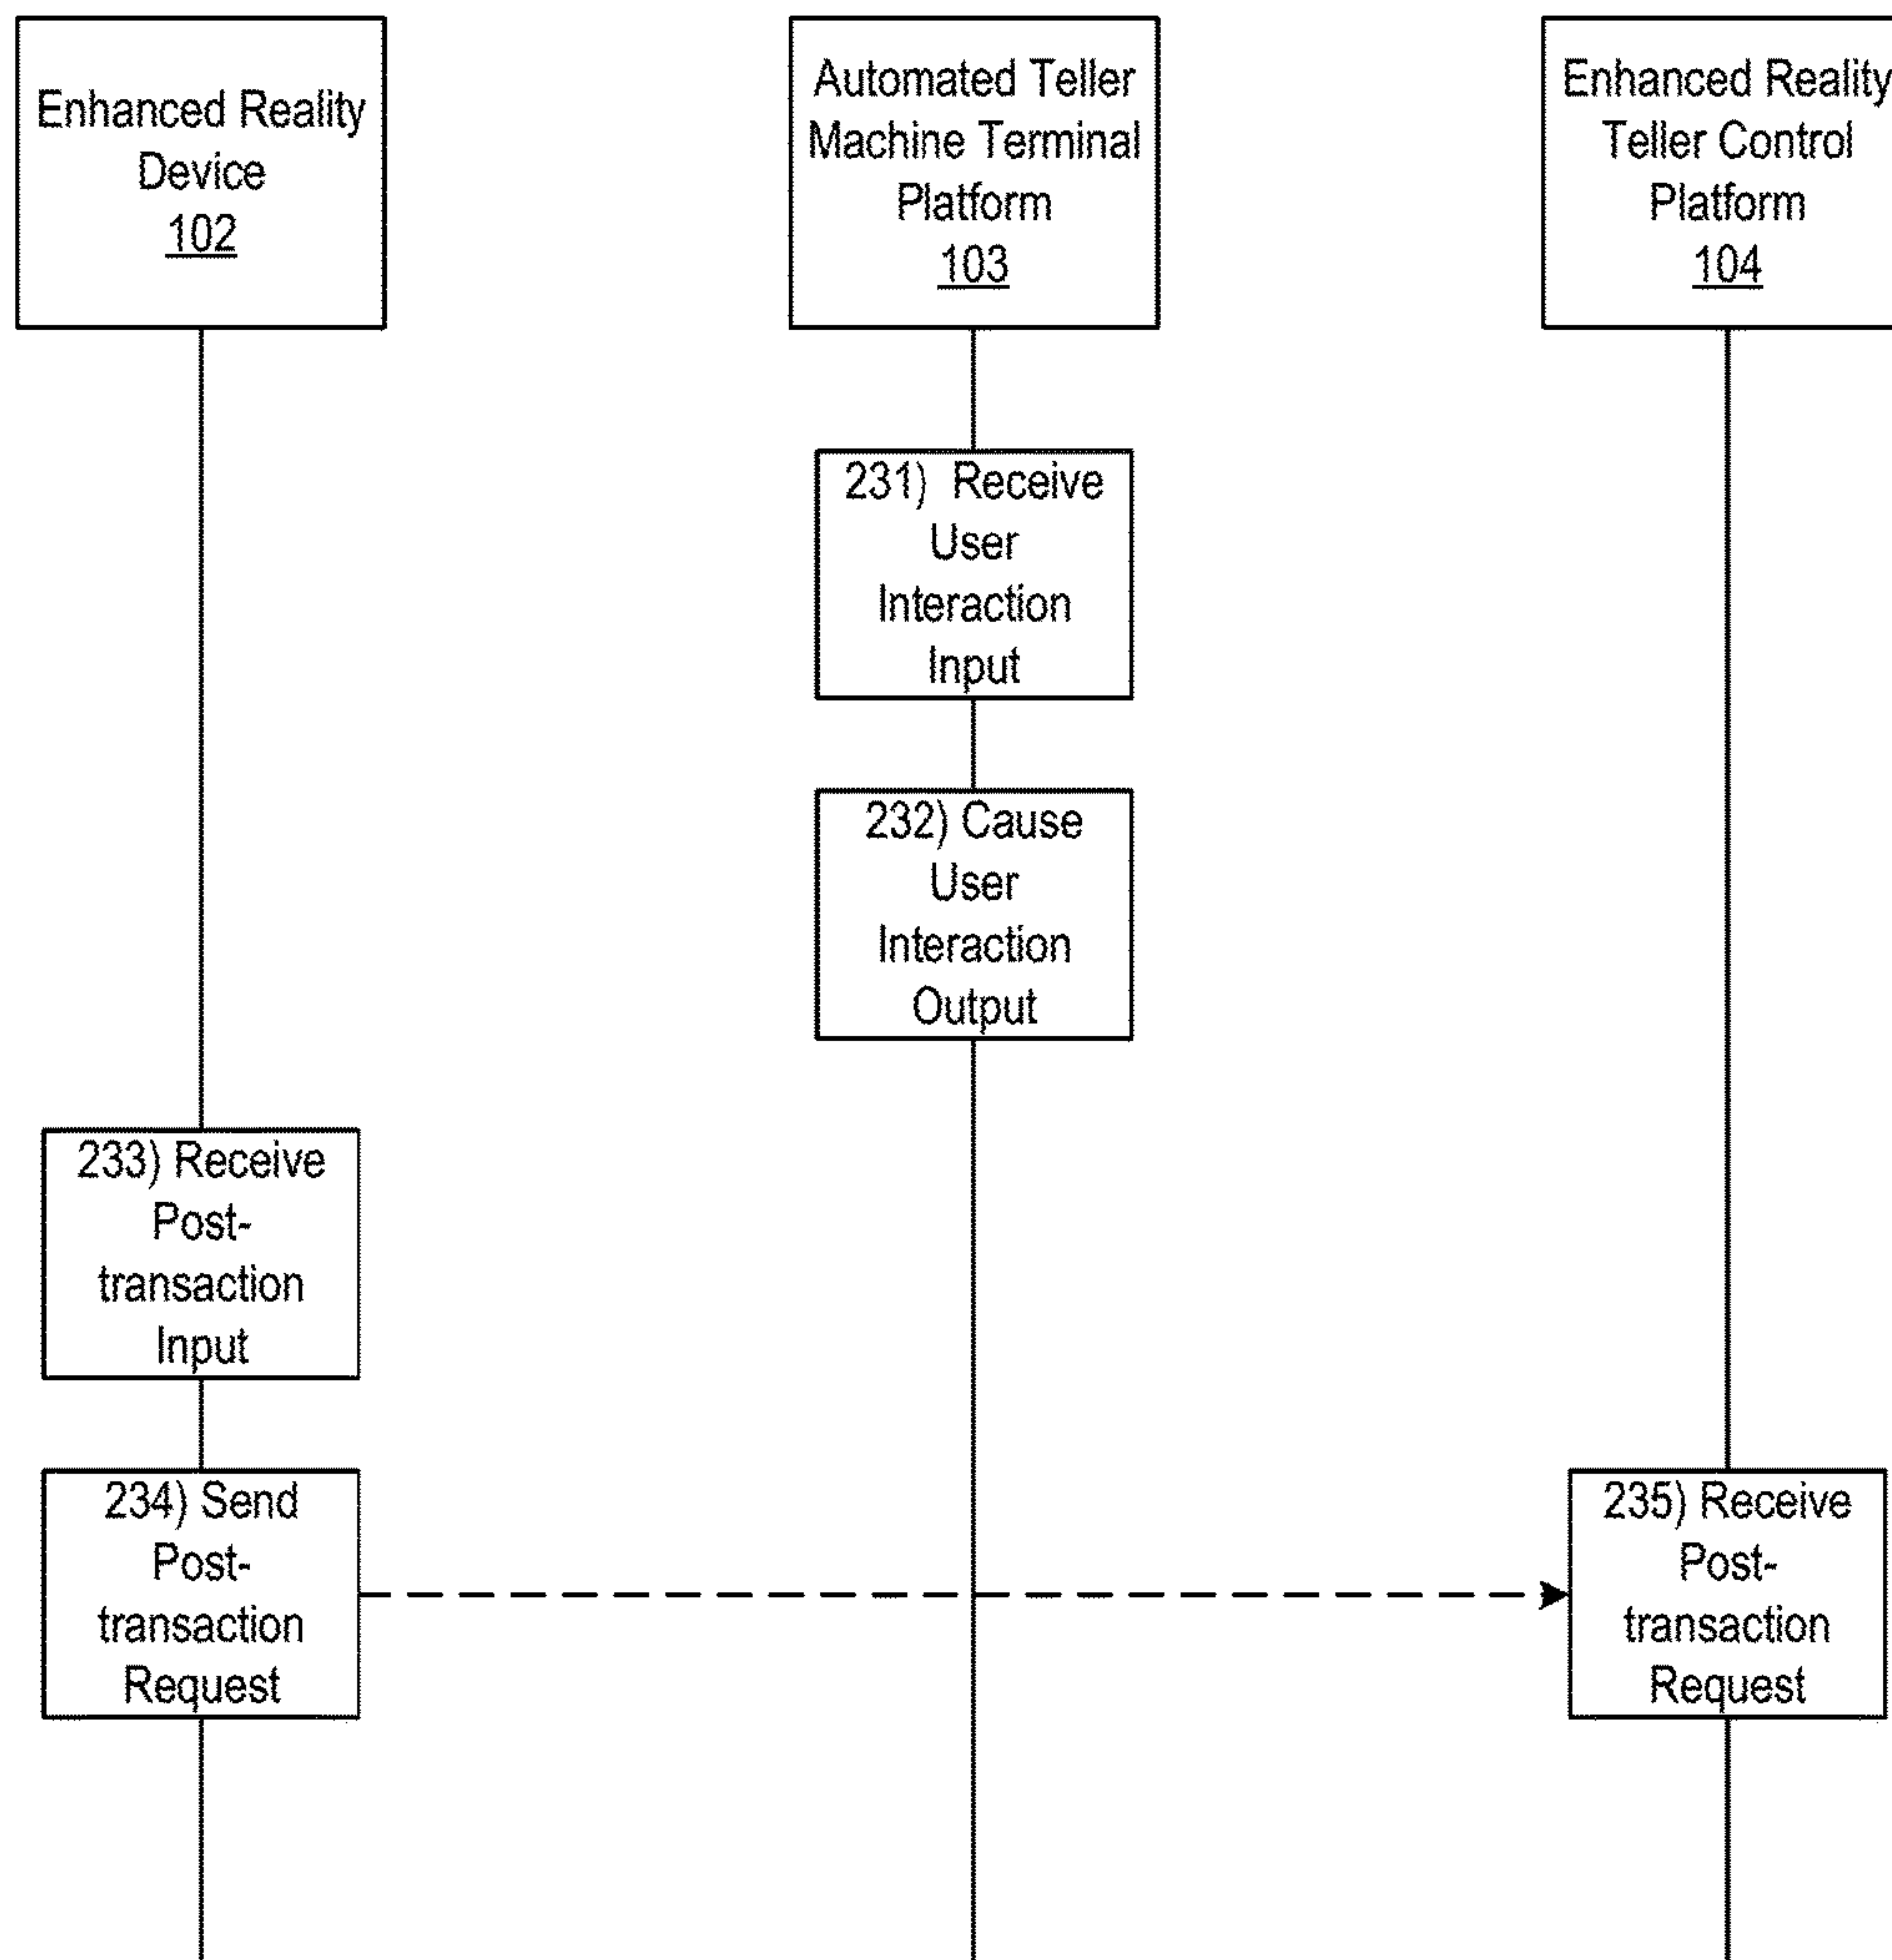 Enhanced Reality
Device
102
Automated Teller
Machine Terminal
Platform
103
Enhanced Reality
Teller Control
Platform
104
231) Receive
User
Interaction
Input
232) Cause
User
Interaction
Output
233) Receive
Post-
transaction
Input
234) Send
Post-
transaction
Request
235) Receive
Post-
transaction
Request